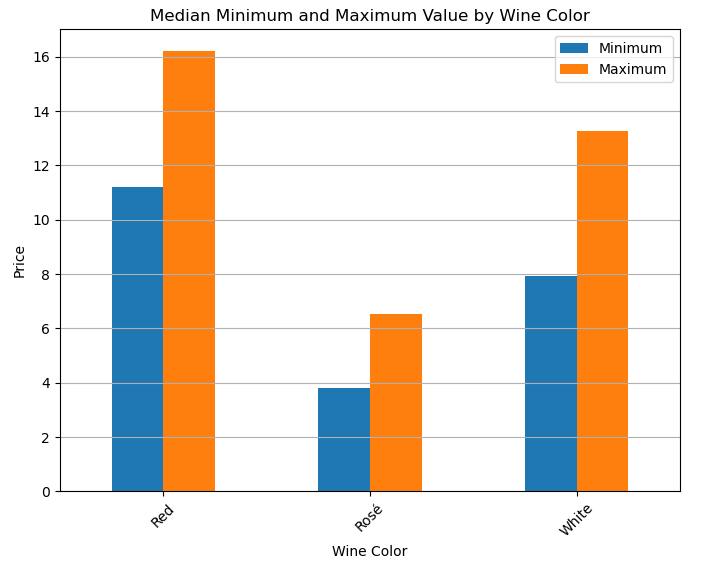 Median Minimum and Maximum Value by Wine Color
Minimum
Maximum
16
14
12
10
8
6
4
2
0
Price
Red
Rosé
White
Wine Color